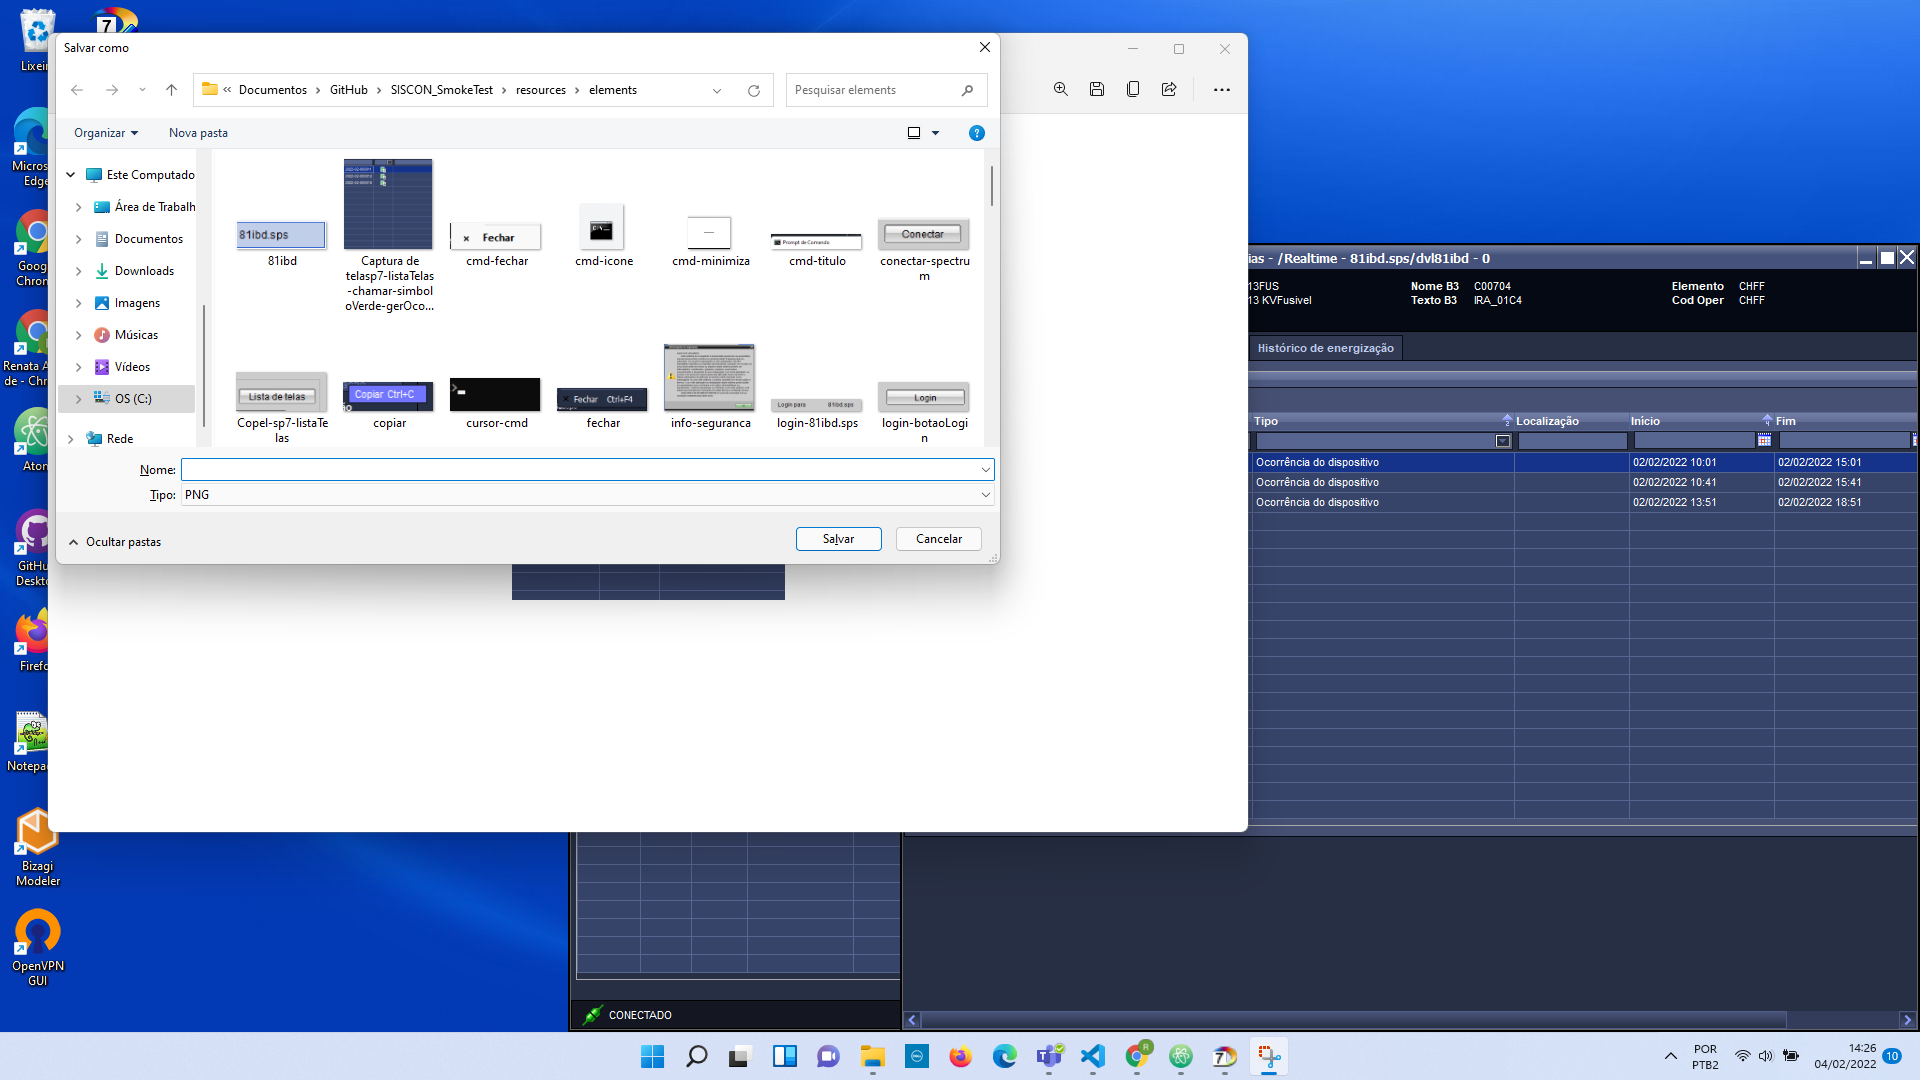 Lixeir
Micros
Edge
Goog
Chron
Renata A
de - Chr
Aton
GitHu
Deskto
Firefo
Notepa
Bizagi
Modeler
OpenVPN
GUI
Salvar como
Documentos
GitHub
SISCON_SmokeTest
resources
elements
Pesquisar elements
Organizar
Nova pasta
Este Computado
Área de Trabalh
Documentos
Downloads
Imagens
Músicas
Vídeos
OS (C:)
Rede
81ibd.sps
Fechar
Prompt de Comando
Conectar
81ibd
Captura de
telasp7-listaTelas
-chamar-simbol
oVerde-gerOco...
cmd-fechar
cmd-icone
cmd-minimiza
cmd-titulo
conectar-spectru
m
Lista de telas
Copiar Ctrl+C
Fechar Ctrl+F4
Login para 81ibd.sps
Login
Copel-sp7-listaTe
las
copiar
cursor-cmd
fechar
info-seguranca
login-81ibd.sps
login-botaoLogi
n
Nome:
Tipo: PNG
Ocultar pastas
Salvar
Cancelar
ias - /Realtime - 81ibd.sps/dvl81ibd - 0
13FUS
Nome B3 C00704
Elemento CHFF
13 KVFusivel
Texto B3 IRA_01C4
Cod Oper CHFF
Histórico de energização
Tipo
Localização
Início
Fim
Ocorrência do dispositivo 02/02/2022 10:01 02/02/2022 15:01
Ocorrência do dispositivo 02/02/2022 10:41 02/02/2022 15:41
Ocorrência do dispositivo 02/02/2022 13:51 02/02/2022 18:51
CONECTADO
POR
PTB2
14:26
04/02/2022
10